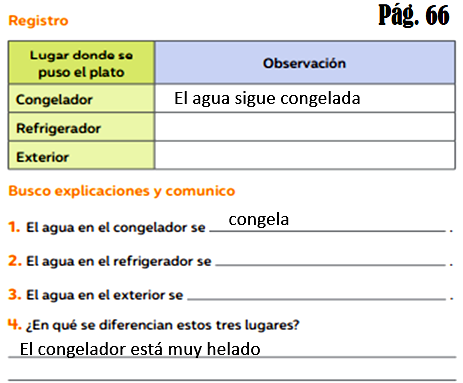 Registro
Pág. 66
Lugar donde se puso el plato
Observación
Congelador
El agua sigue congelada
Refrigerador
Exterior
Busco explicaciones y comunico
1. El agua en el congelador se congela.
2. El agua en el refrigerador se ___.
3. El agua en el exterior se ___.
4. ¿En qué se diferencian estos tres lugares?
El congelador está muy helado